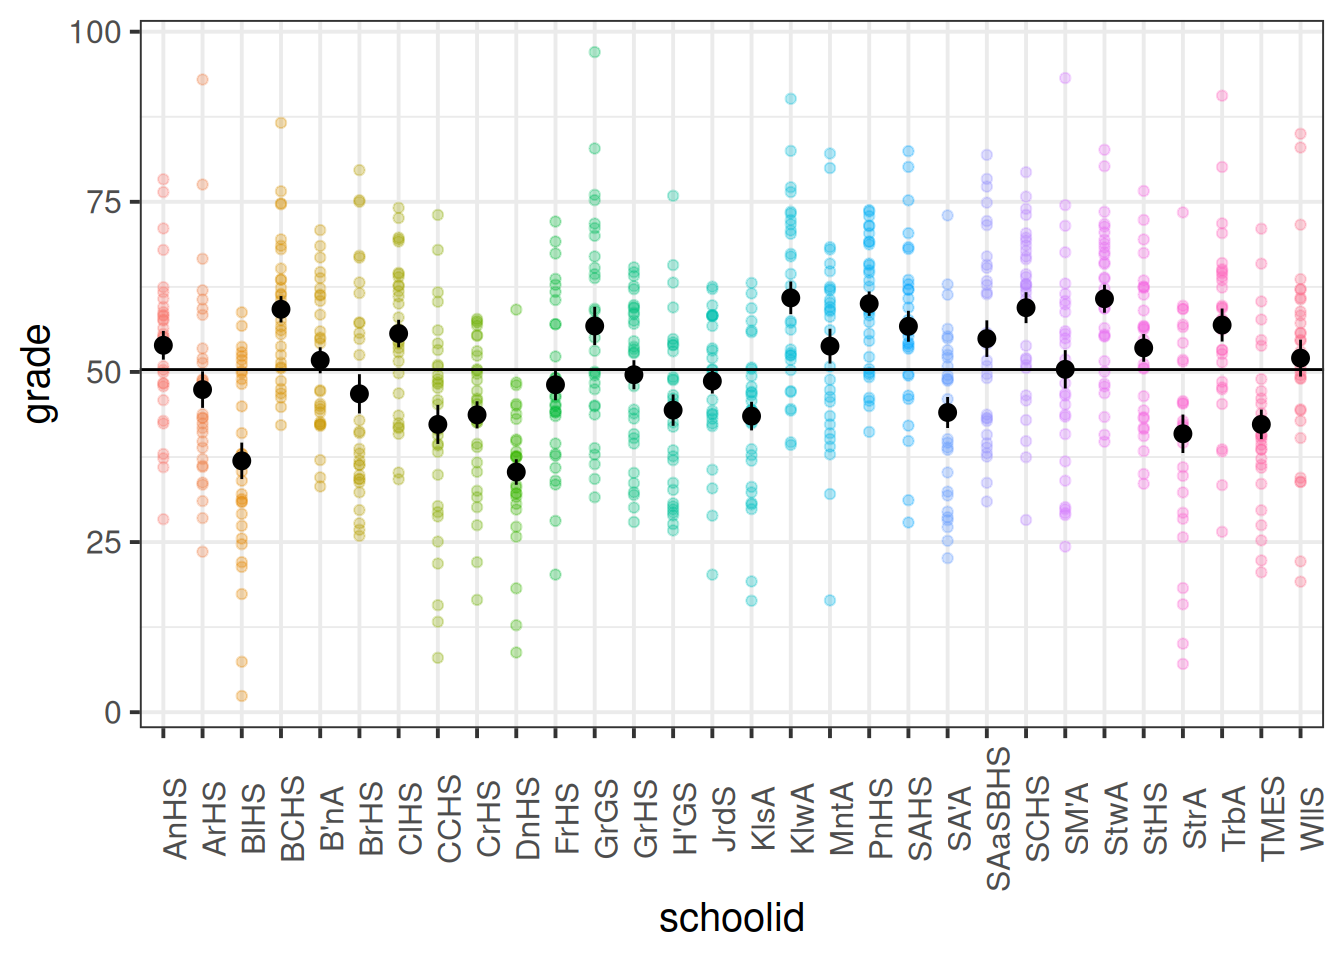 100
75
50
25
0
grade
AnHS
ArHS
BlHS
BCHS
B'nA
BrHS
ClHS
CCHS
CrHS
DnHS
FrHS
GrGS
GrHS
H'GS
JrdS
KlsA
KlwA
MntA
PnHS
SAHS
SA'A
SAaSBHS
SCHS
SM'A
StwA
StHS
StrA
TrbA
TMES
WllS
schoolid